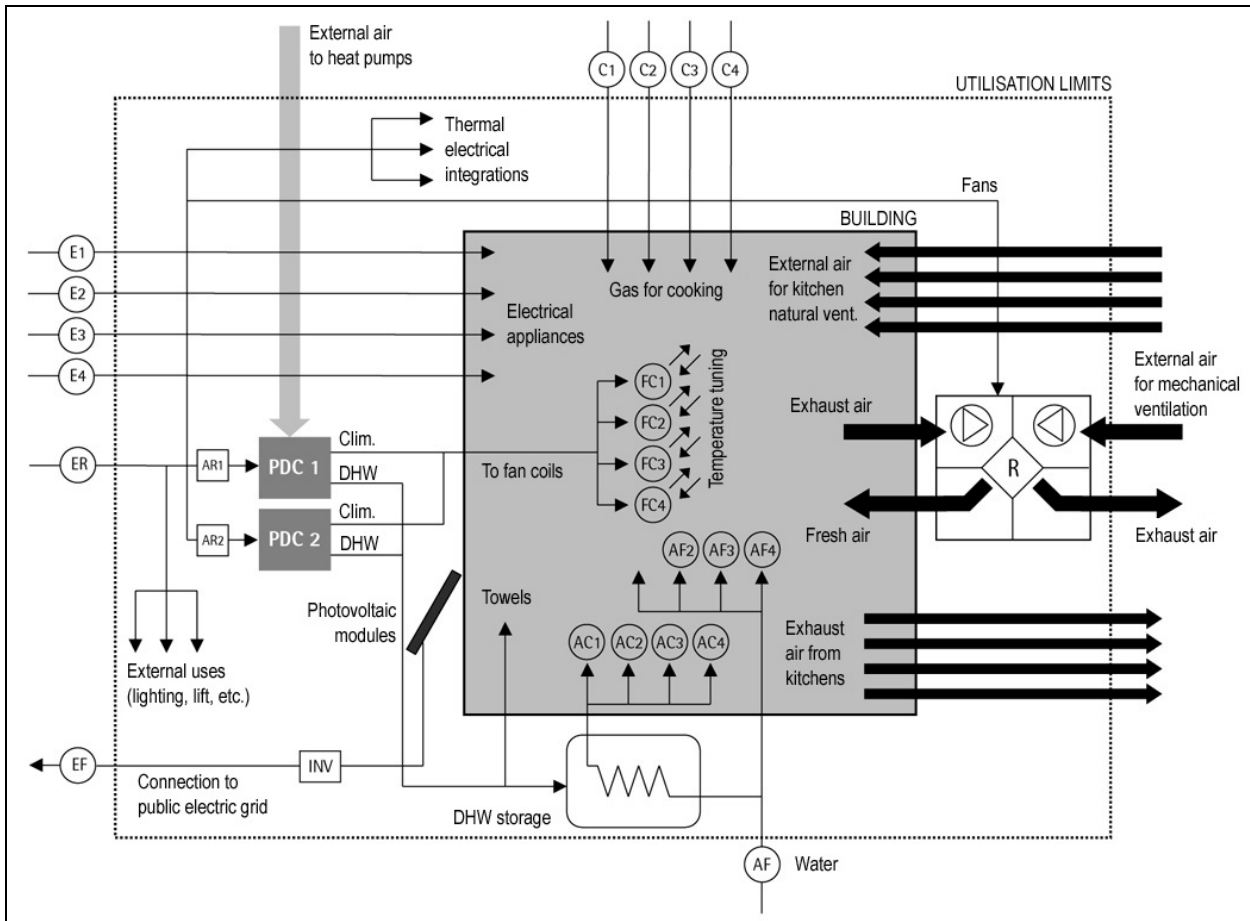 External air
to heat pumps
C1
C2
C3
C4
UTILISATION LIMITS
Thermal
electrical
integrations
Fans
BUILDING
E1
E2
E3
E4
Gas for cooking
External air
for kitchen
natural vent.
Electrical
appliances
External air
for mechanical
ventilation
FC1
FC2
FC3
FC4
Temperature tuning
Exhaust air
R
Fresh air
Exhaust air
ER
AR1
PDC 1
Clim.
DHW
AR2
PDC 2
Clim.
DHW
To fan coils
AF2
AF3
AF4
Photovoltaic
modules
Towels
AC1
AC2
AC3
AC4
Exhaust
air from
kitchens
External uses
(lighting, lift, etc.)
EF
INV
Connection to
public electric grid
DHW storage
AF
Water